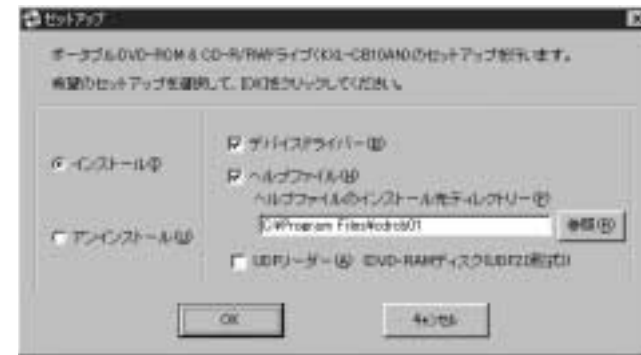 セットアップ
ポータブルDVD-ROM & CD-R/RWドライブ(KXL-CB10AN)のセットアップを行います。
希望のセットアップを選択して、[OK]をクリックしてください。
インストール(I)
アンインストール(U)
デバイスドライバー(D)
ヘルプファイル(H)
ヘルプファイルのインストール先ディレクトリー(P)
C:¥Program Files¥
参照(R)
UDFリーダー(A) (DVD-RAMディスク(UDF2.0形式))
OK
キャンセル